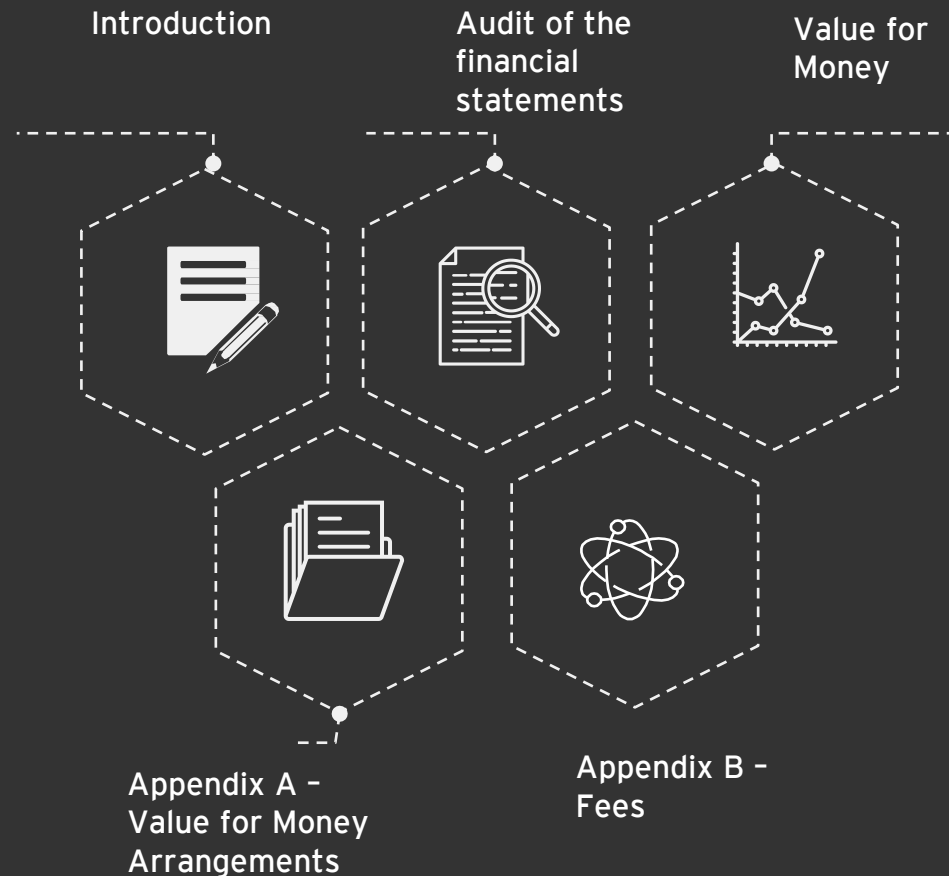 Introduction
Audit of the
financial
statements
Value for
Money
Appendix A –
Value for Money
Arrangements
Appendix B –
Fees